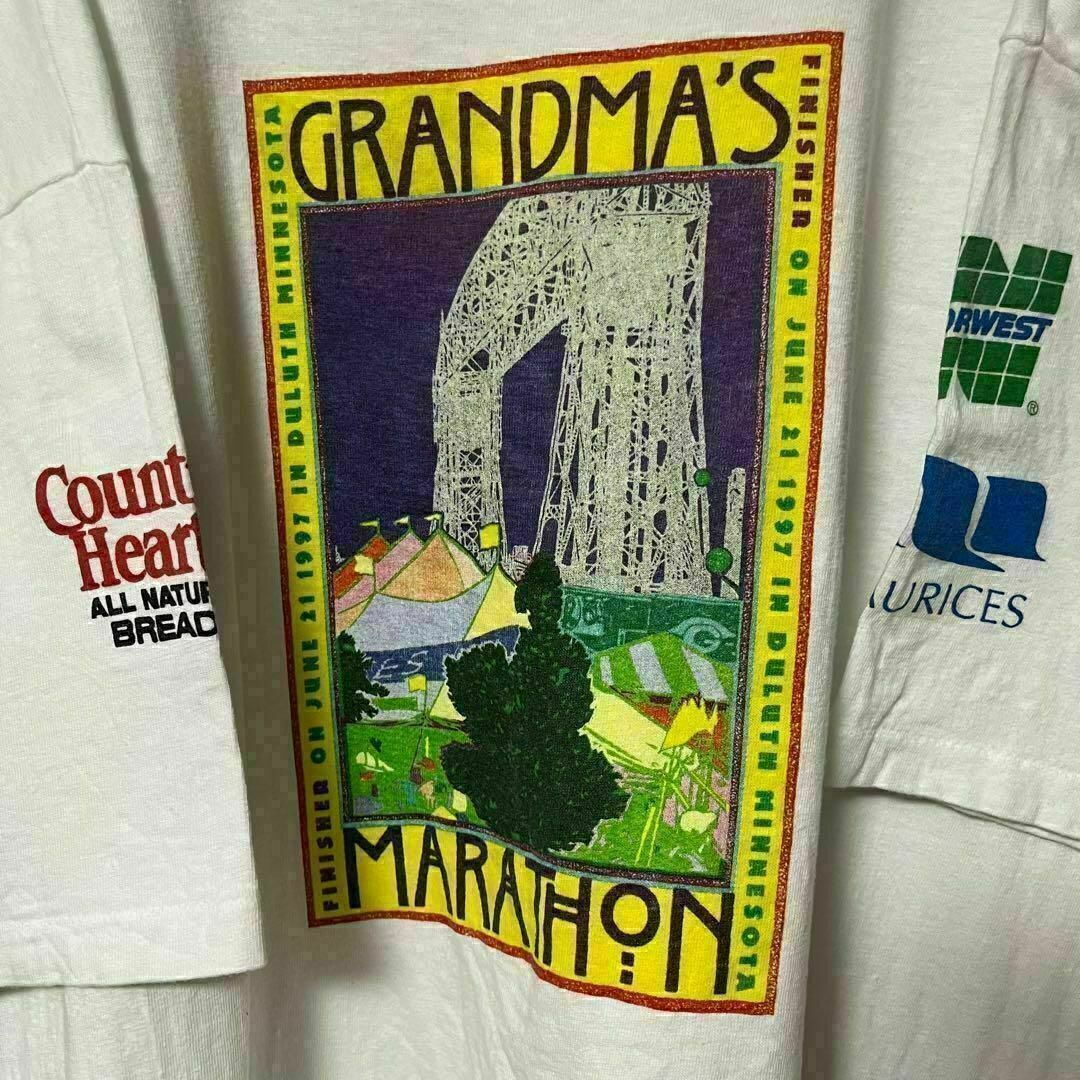 GRANDMA'S
FINISHER ON JUNE 21 1997 IN DULUTH MINNESOTA
FINISHER ON JUNE 21 1997 IN DULUTH MINNESOTA
MARATHON
Count
Heart
ALL NATUR
BREAD
N
ORWEST
N
®
AURICES
ES
G